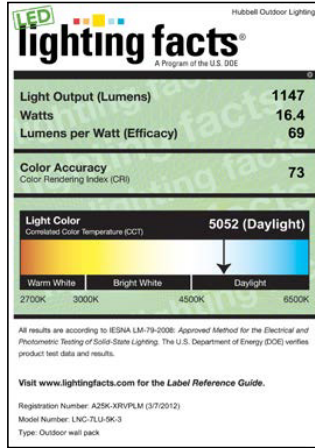 Hubbell Outdoor Lighting
LED
lighting facts®
A Program of the U.S. DOE
Light Output (Lumens) 1147
Watts 16.4
Lumens per Watt (Efficacy) 69
Color Accuracy 73
Color Rendering Index (CRI)
Light Color 5052 (Daylight)
Correlated Color Temperature (CCT)
Warm White Bright White Daylight
2700K 3000K 4500K 6500K
All results are according to IESNA LM-79-2008: Approved Method for the Electrical and
Photometric Testing of Solid-State Lighting. The U.S. Department of Energy (DOE) verifies
product test data and results.
Visit www.lightingfacts.com for the Label Reference Guide.
Registration Number: A25K-XRVPLM (3/7/2012)
Model Number: LNC-7LU-5K-3
Type: Outdoor wall pack